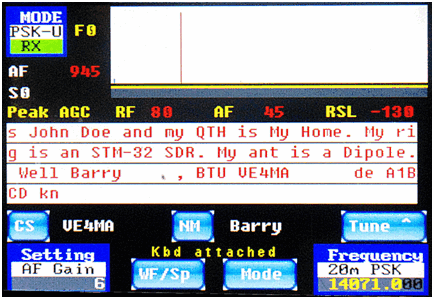 MODE
PSK-U
RX
F0
AF 945
S0
Peak AGC RF 80 AF 45 RSL -130
s John Doe and my QTH is My Home. My ri
g is an STM-32 SDR. My ant is a Dipole.
Well Barry , BTU VE4MA de A1B
CD kn
CS VE4MA NM Barry Tune ^
Kbd attached
Setting
AF Gain
6
WF/Sp
Mode
Frequency
20m PSK
14071.000